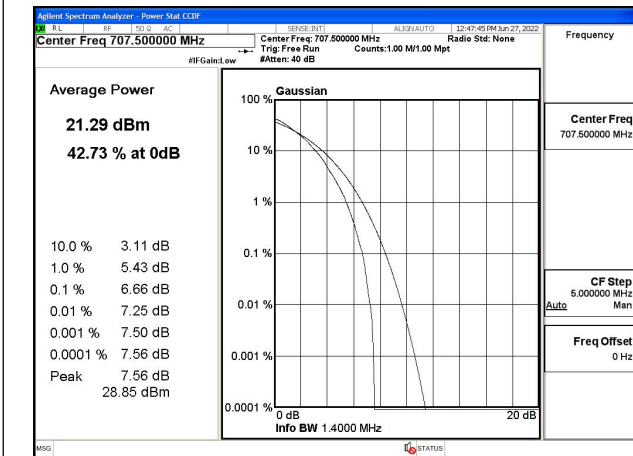 Agilent Spectrum Analyzer - Power Stat CCDF
RL RF 50 Ω AC SENSE:INT ALIGNAUTO 12:47:45 PM Jun 27, 2022
Center Freq 707.500000 MHz
Center Freq: 707.500000 MHz Radio Std: None
Trig: Free Run Counts:1.00 M/1.00 Mpt
#IFGain:Low #Atten: 40 dB
Frequency
Average Power
21.29 dBm
42.73 % at 0dB
10.0 % 3.11 dB
1.0 % 5.43 dB
0.1 % 6.66 dB
0.01 % 7.25 dB
0.001 % 7.50 dB
0.0001 % 7.56 dB
Peak 7.56 dB
28.85 dBm
Gaussian
100 %
10 %
1 %
0.1 %
0.01 %
0.001 %
0.0001 %
0 dB 20 dB
Info BW 1.4000 MHz
Center Freq
707.500000 MHz
CF Step
5.000000 MHz
Auto Man
Freq Offset
0 Hz
MSG STATUS